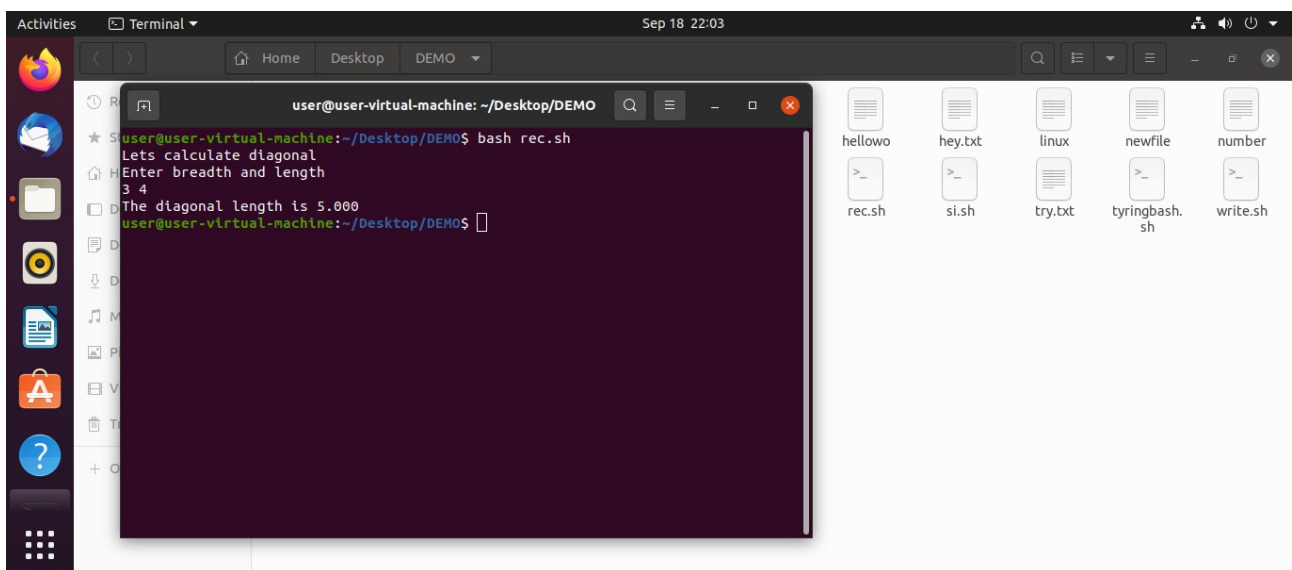 Activities Terminal Sep 18 22:03
Home Desktop DEMO
user@user-virtual-machine: ~/Desktop/DEMO
user@user-virtual-machine:~/Desktop/DEMO$ bash rec.sh
Lets calculate diagonal
Enter breadth and length
3 4
The diagonal length is 5.000
user@user-virtual-machine:~/Desktop/DEMO$
hellowo hey.txt linux newfile number
rec.sh si.sh try.txt tyringbash.
sh write.sh